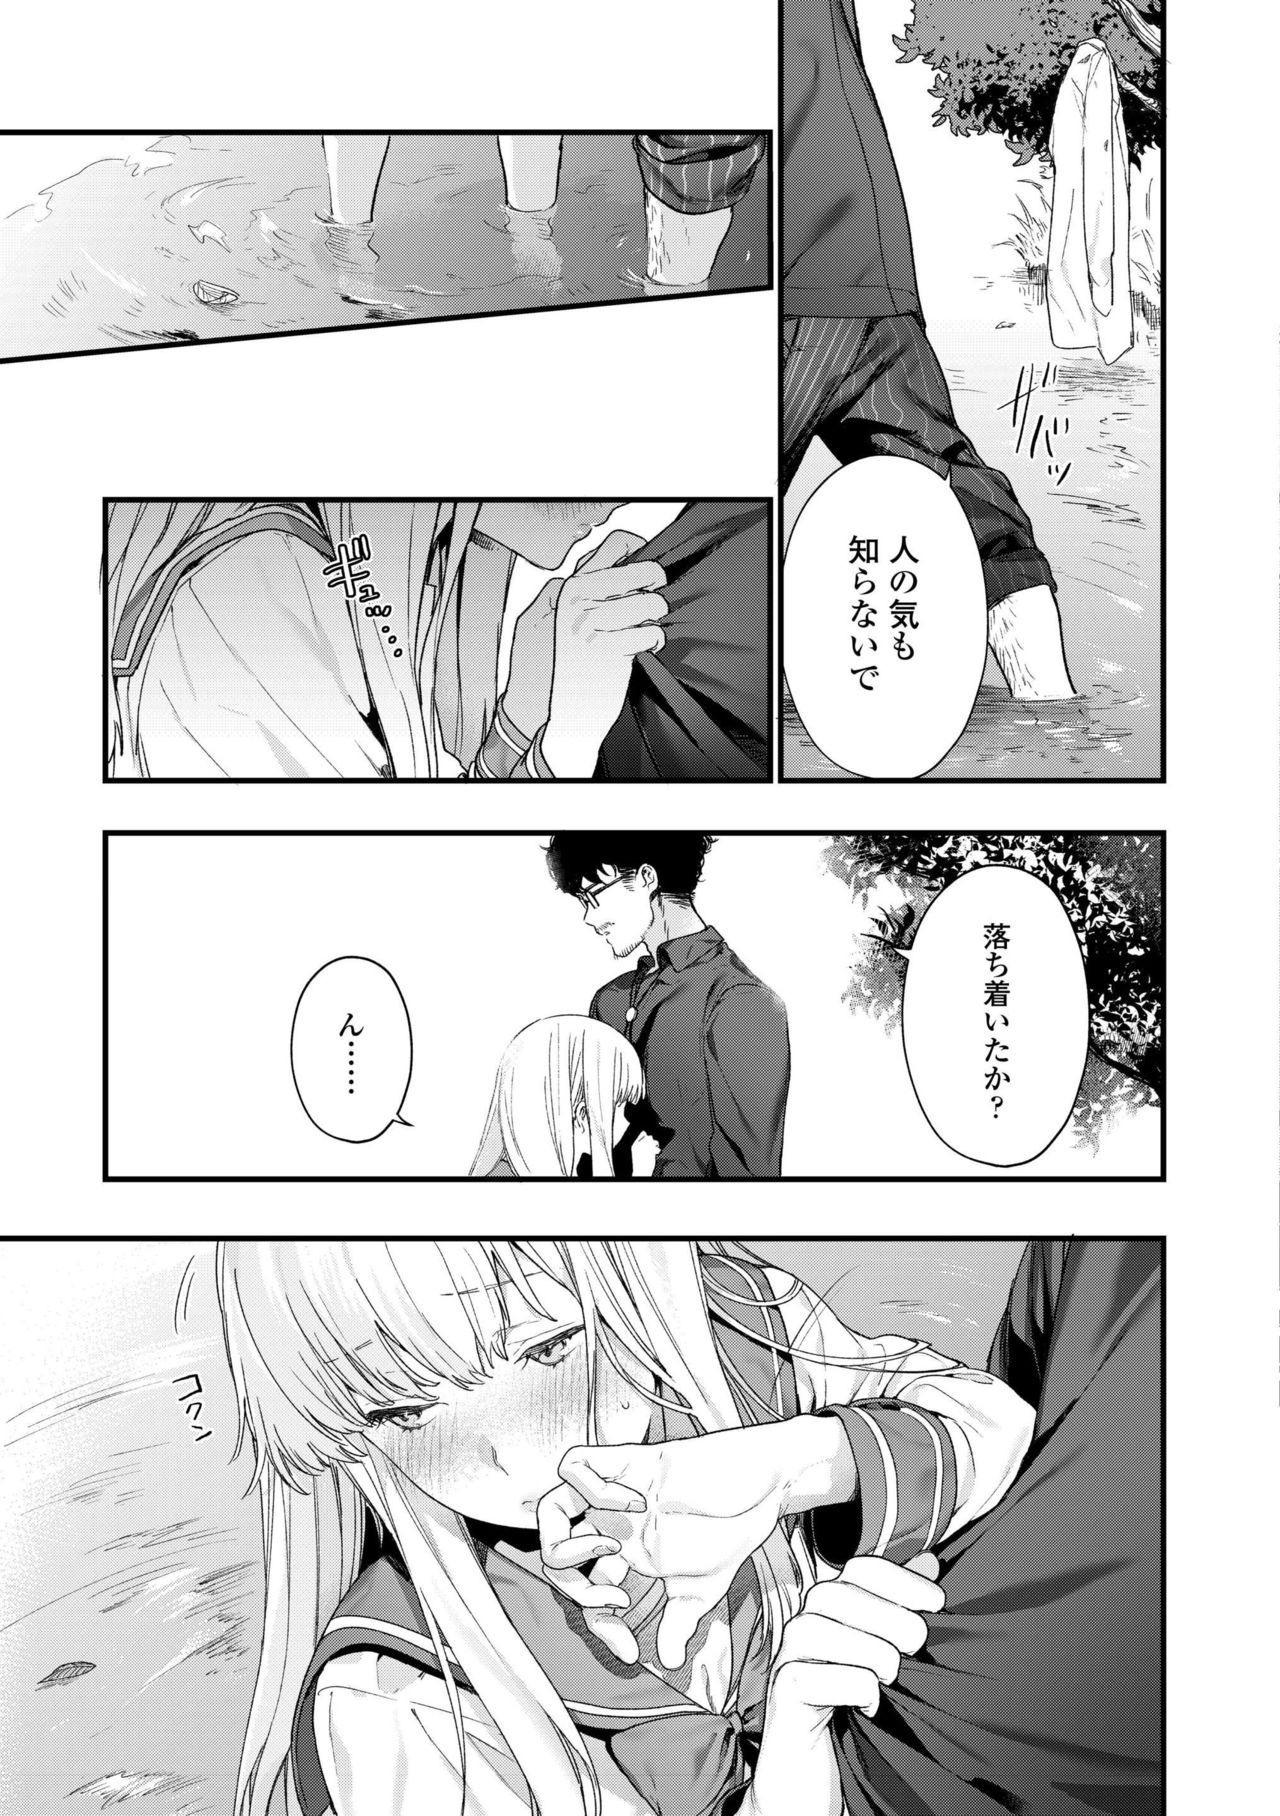 ザバッ
人の気も
知らないで
ギュッ…
落ち着いたか？
ん……
コクン